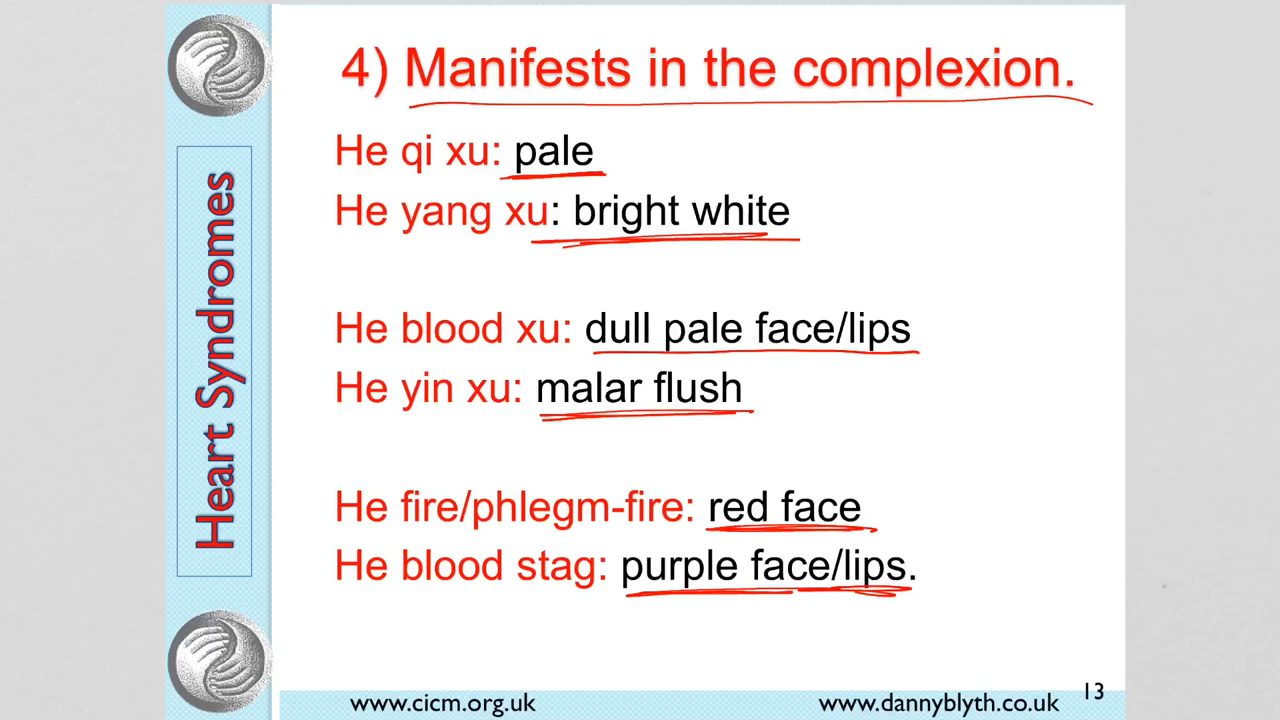 4) Manifests in the complexion.
He qi xu: pale
He yang xu: bright white
He blood xu: dull pale face/lips
He yin xu: malar flush
He fire/phlegm-fire: red face
He blood stag: purple face/lips.
Heart Syndromes
www.cicm.org.uk
www.dannyblyth.co.uk
13